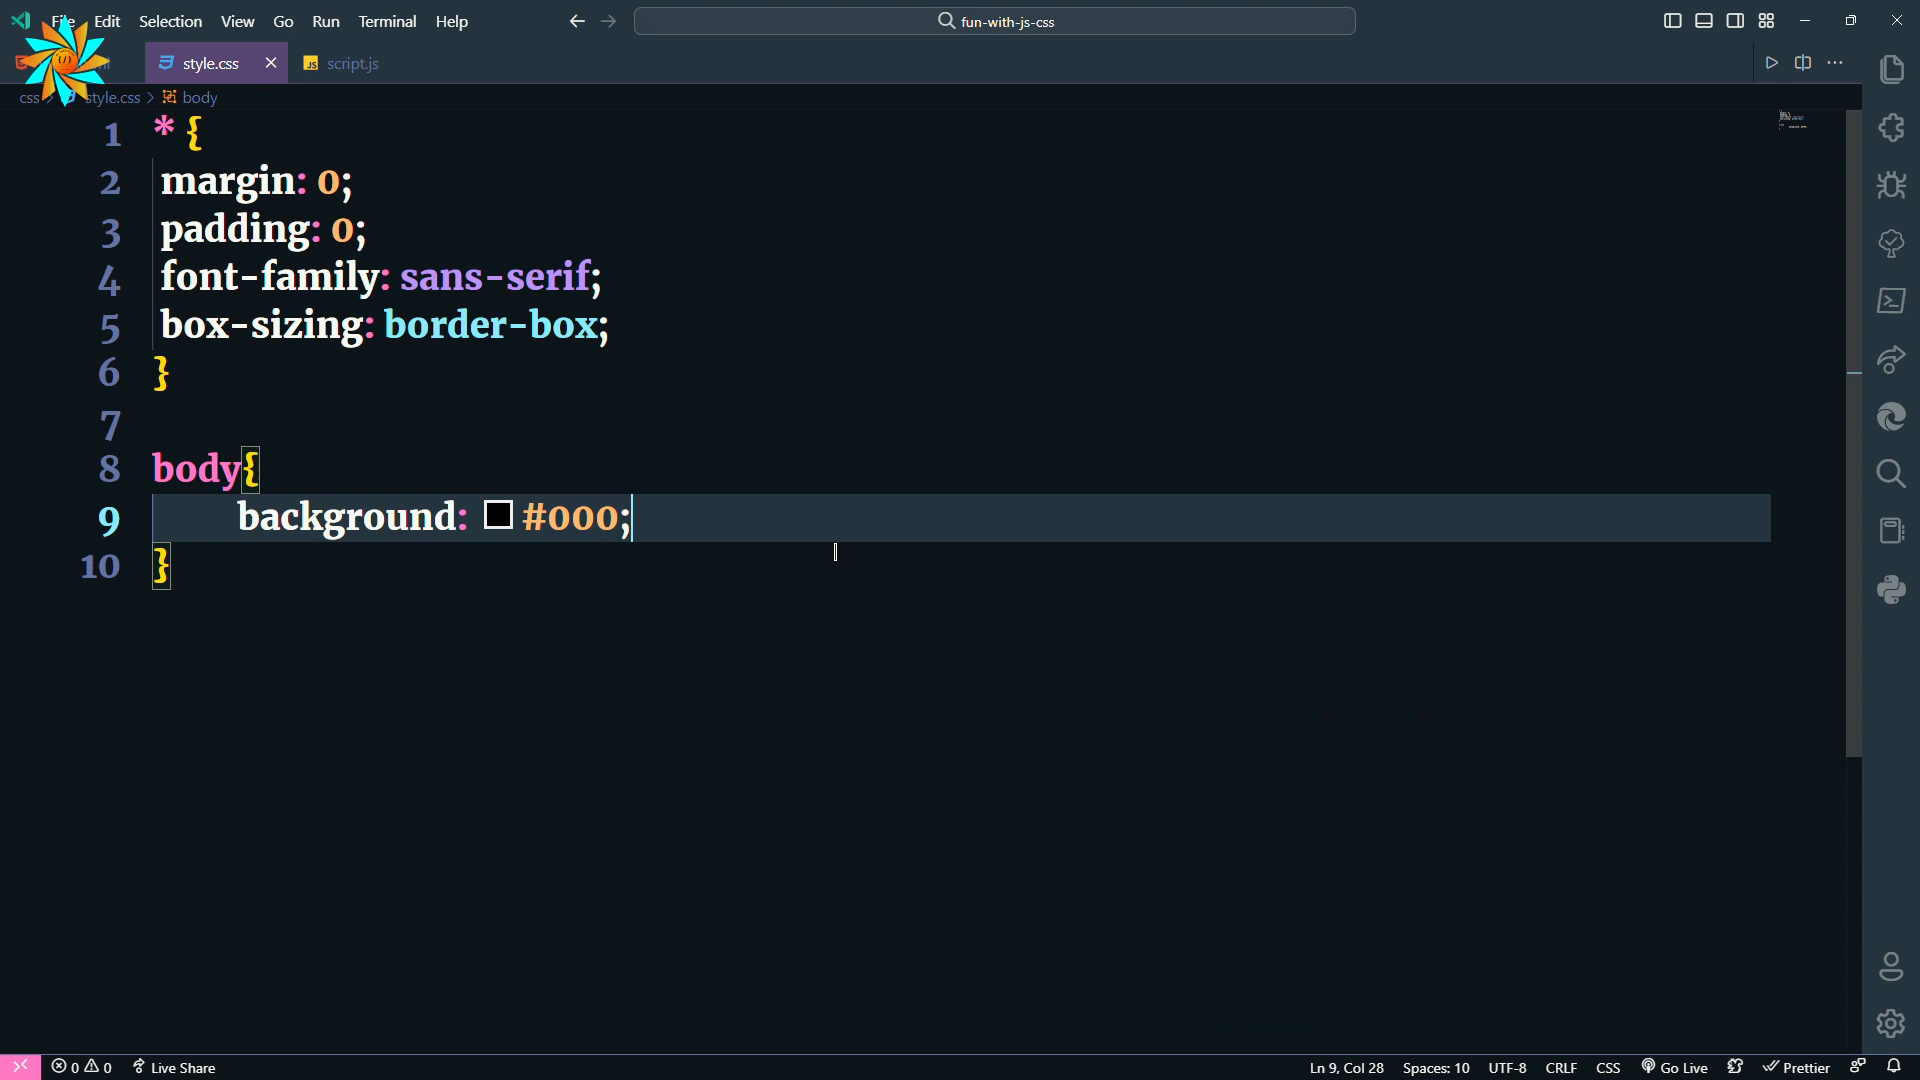 File Edit Selection View Go Run Terminal Help
fun-with-js-css
style.css
script.js
css > style.css > body
1 * {
2 margin: 0;
3 padding: 0;
4 font-family: sans-serif;
5 box-sizing: border-box;
6 }
7
8 body{
9 background: #000;
10 }
0 0 Live Share Ln 9, Col 28 Spaces: 10 UTF-8 CRLF CSS Go Live Prettier